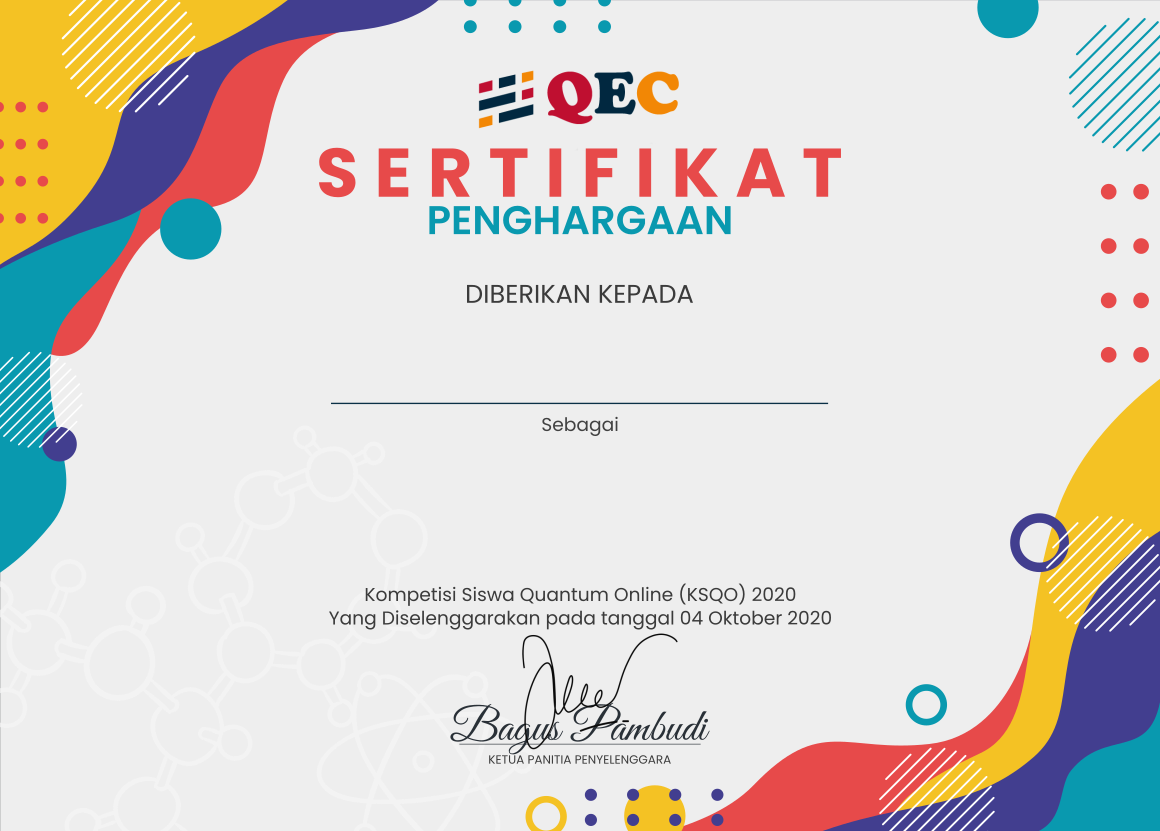 QEC
SERTIFIKAT
PENGHARGAAN
DIBERIKAN KEPADA
Sebagai
Kompetisi Siswa Quantum Online (KSQO) 2020
Yang Diselenggarakan pada tanggal 04 Oktober 2020
Bagus Pambudi
KETUA PANITIA PENYELENGGARA